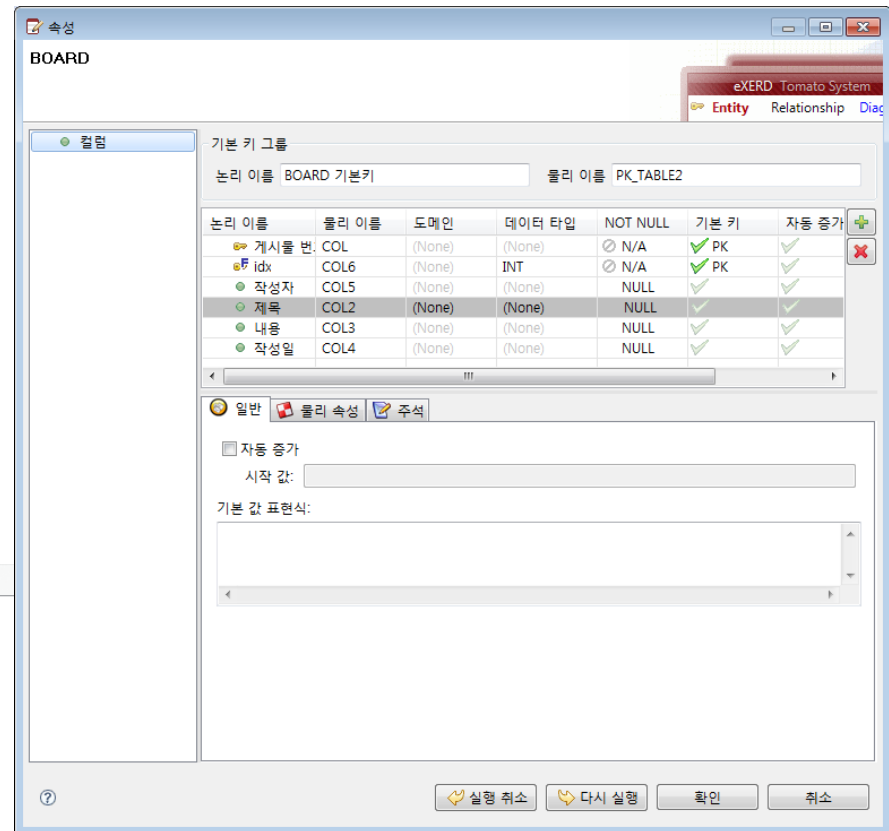 속성
BOARD
eXERD Tomato System
Entity Relationship Diag
컬럼
기본 키 그룹
논리 이름 BOARD 기본키 물리 이름 PK_TABLE2
논리 이름 물리 이름 도메인 데이터 타입 NOT NULL 기본 키 자동 증가
게시물 번. COL (None) (None) N/A PK
idx COL6 (None) INT N/A PK
작성자 COL5 (None) (None) NULL
제목 COL2 (None) (None) NULL
내용 COL3 (None) (None) NULL
작성일 COL4 (None) (None) NULL
일반 물리 속성 주석
자동 증가
시작 값:
기본 값 표현식:
실행 취소 다시 실행 확인 취소